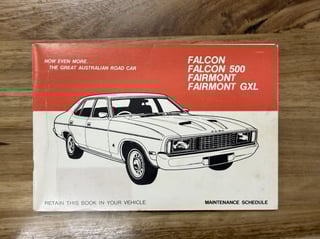 NOW EVEN MORE...
THE GREAT AUSTRALIAN ROAD CAR
FALCON
FALCON 500
FAIRMONT
FAIRMONT GXL
RETAIN THIS BOOK IN YOUR VEHICLE
MAINTENANCE SCHEDULE